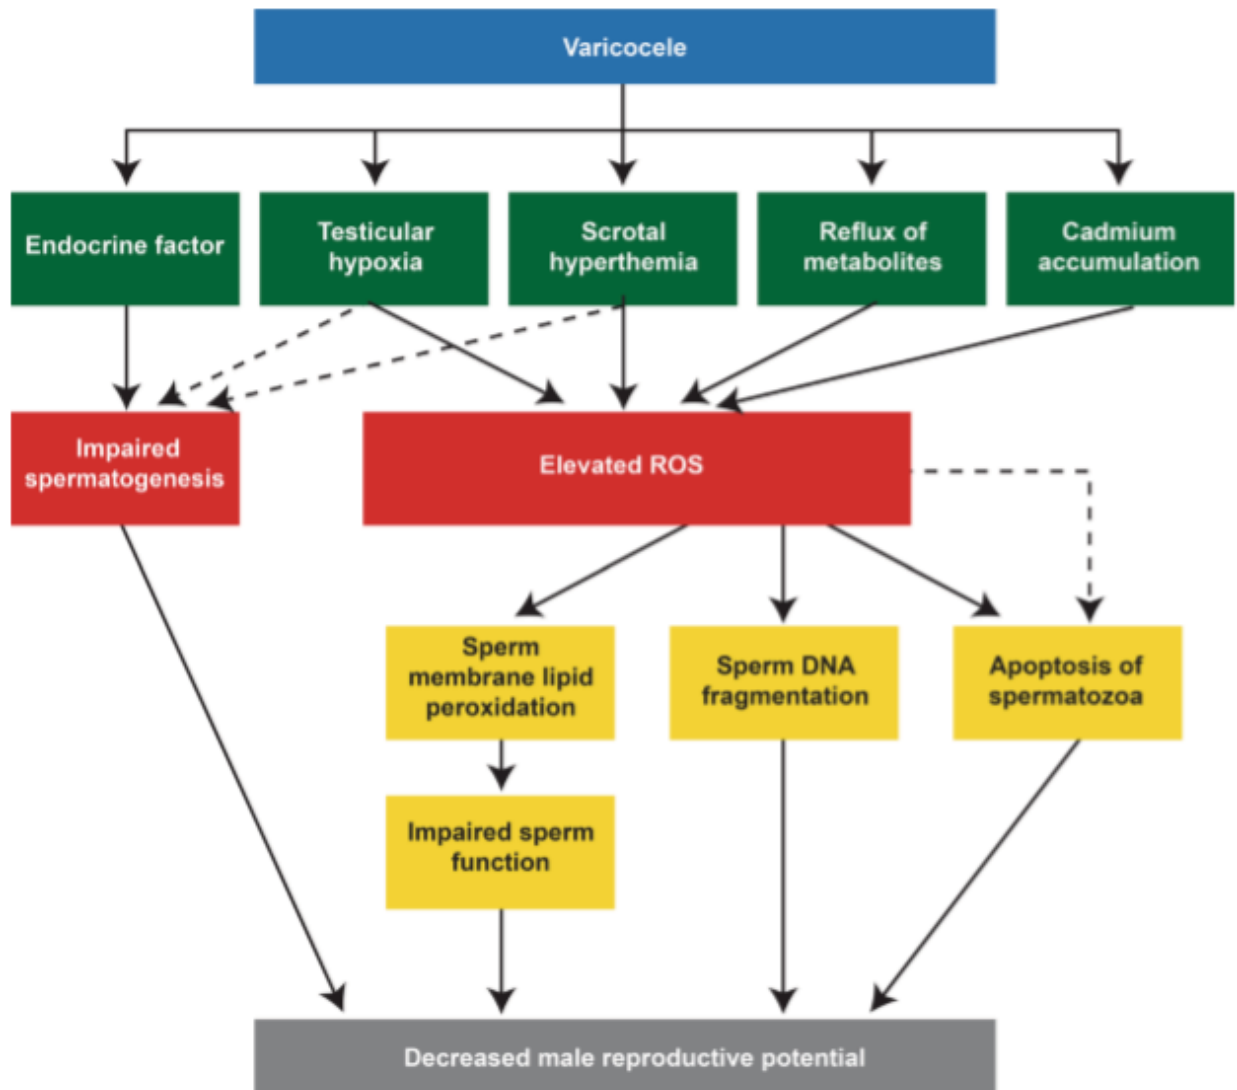 Varicocele
Endocrine factor
Testicular
hypoxia
Scrotal
hyperthemia
Reflux of
metabolites
Cadmium
accumulation
Impaired
spermatogenesis
Elevated ROS
Sperm
membrane lipid
peroxidation
Sperm DNA
fragmentation
Apoptosis of
spermatozoa
Impaired sperm
function
Decreased male reproductive potential